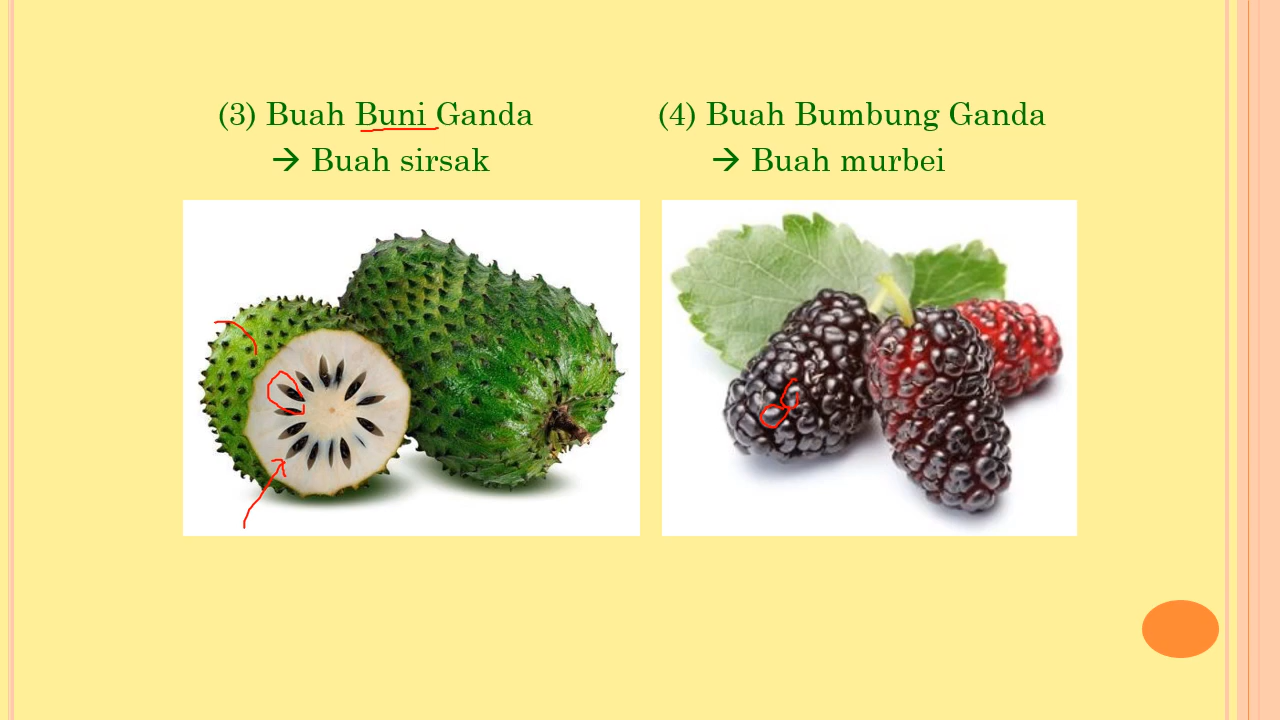 (3) Buah Buni Ganda
→ Buah sirsak
(4) Buah Bumbung Ganda
→ Buah murbei